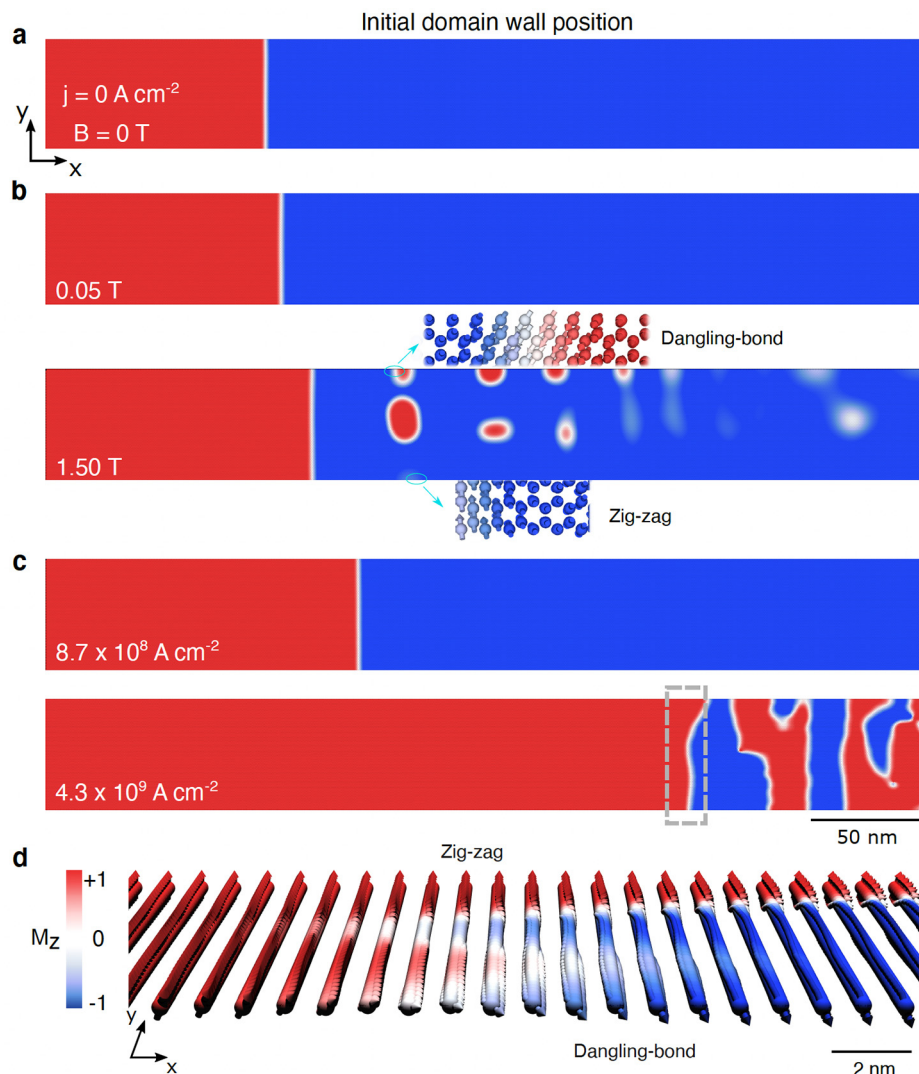 Initial domain wall position
a
j = 0 A cm⁻²
B = 0 T
y
x
b
0.05 T
Dangling-bond
1.50 T
Zig-zag
c
8.7 x 10⁸ A cm⁻²
4.3 x 10⁹ A cm⁻²
50 nm
d
Zig-zag
+1
Mz 0
-1
y
x
Dangling-bond
2 nm